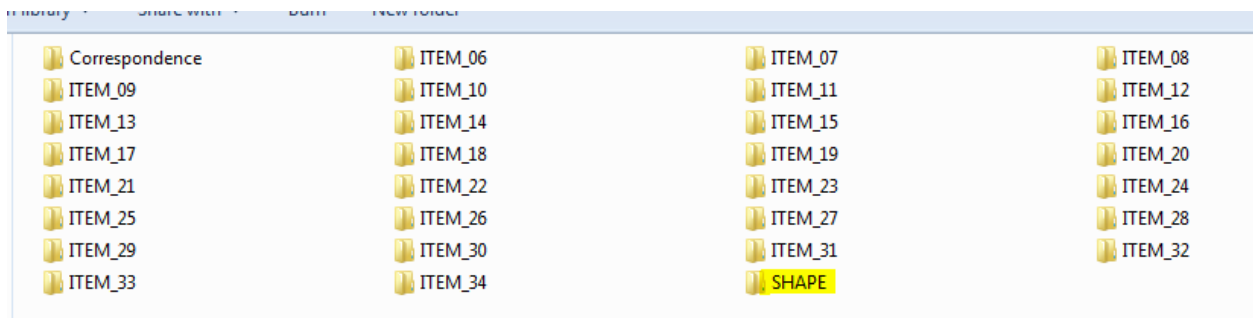 Correspondence ITEM_06 ITEM_07 ITEM_08
ITEM_09 ITEM_10 ITEM_11 ITEM_12
ITEM_13 ITEM_14 ITEM_15 ITEM_16
ITEM_17 ITEM_18 ITEM_19 ITEM_20
ITEM_21 ITEM_22 ITEM_23 ITEM_24
ITEM_25 ITEM_26 ITEM_27 ITEM_28
ITEM_29 ITEM_30 ITEM_31 ITEM_32
ITEM_33 ITEM_34 SHAPE